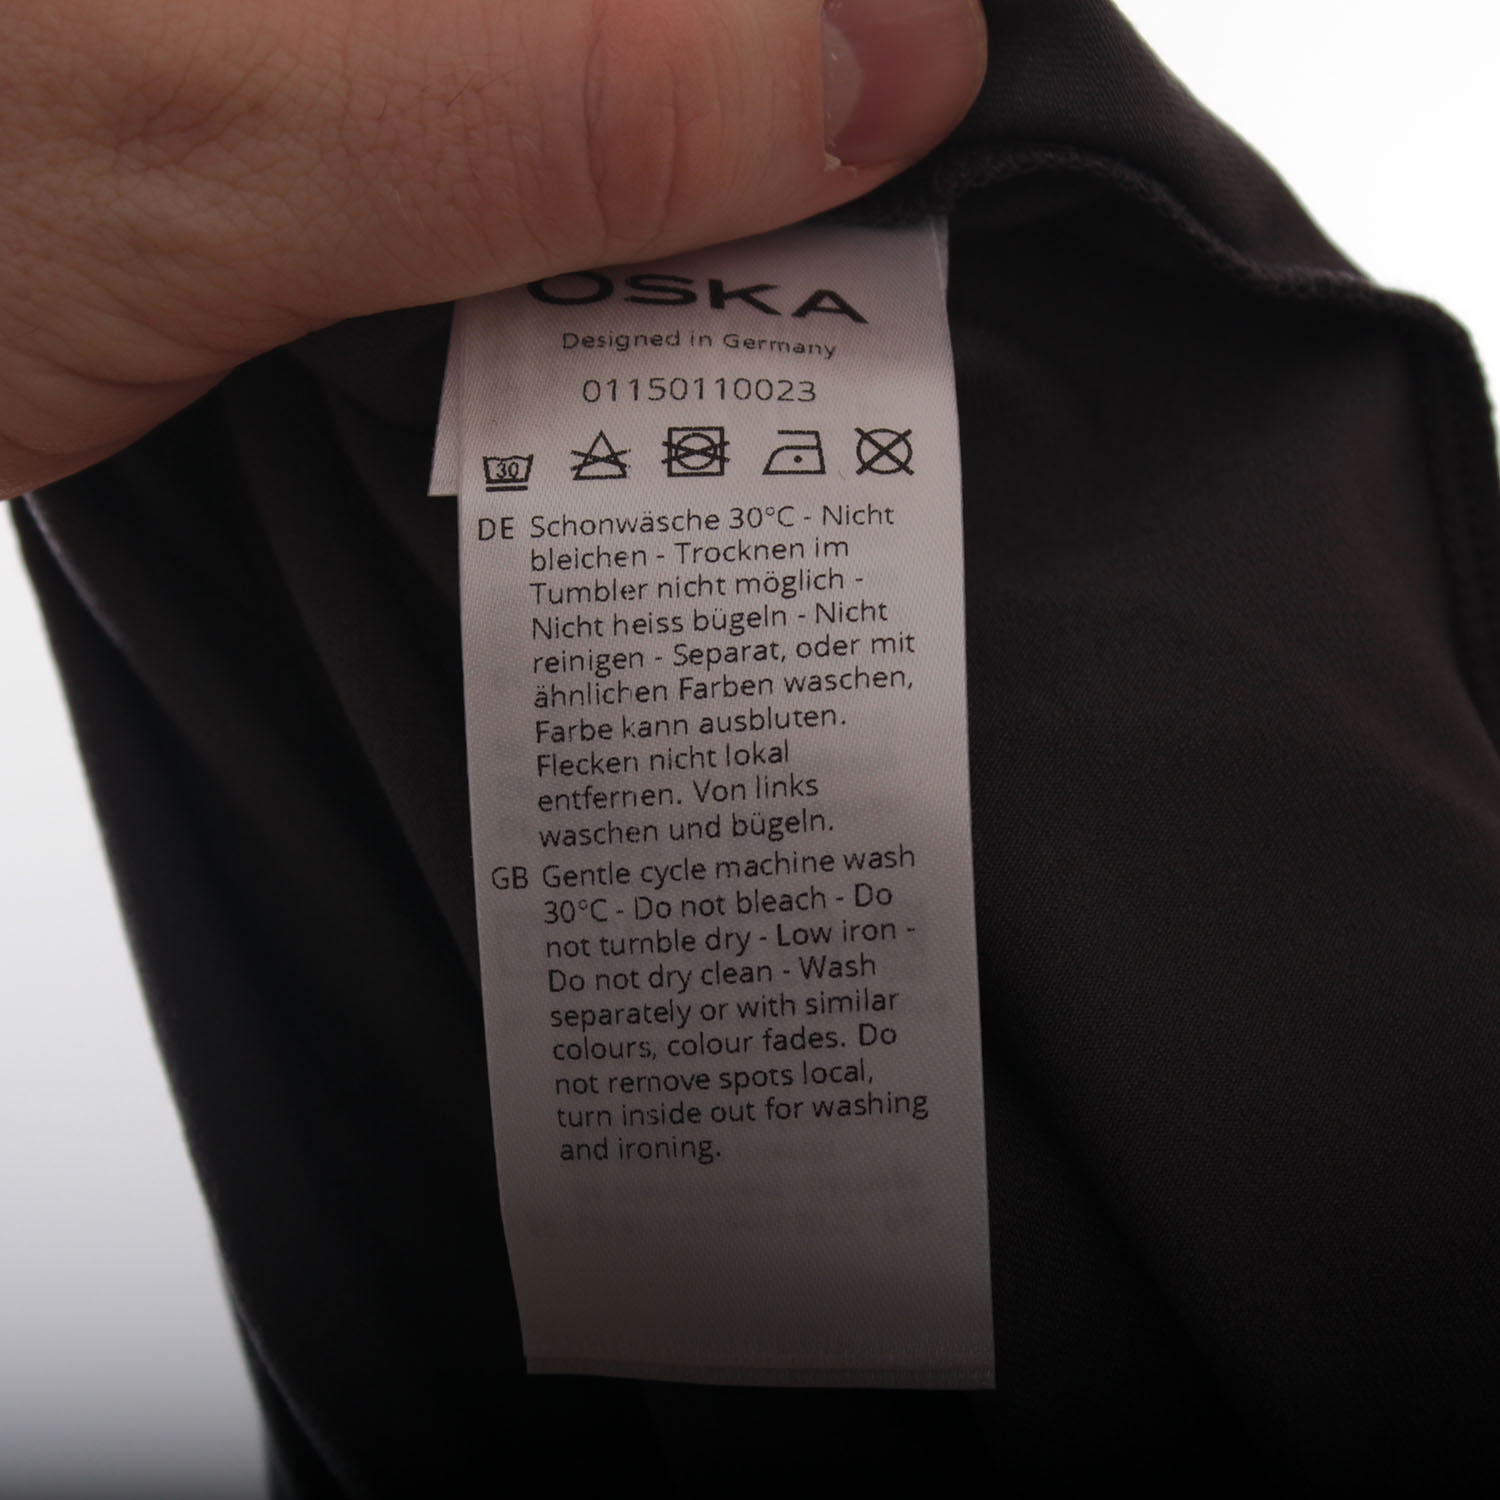 OSKA
Designed in Germany
01150110023
30
DE Schonwäsche 30°C - Nicht
bleichen - Trocknen im
Tumbler nicht möglich -
Nicht heiss bügeln - Nicht
reinigen - Separat, oder mit
ähnlichen Farben waschen,
Farbe kann ausbluten.
Flecken nicht lokal
entfernen. Von links
waschen und bügeln.
GB Gentle cycle machine wash
30°C - Do not bleach - Do
not tumble dry - Low iron -
Do not dry clean - Wash
separately or with similar
colours, colour fades. Do
not remove spots local,
turn inside out for washing
and ironing.